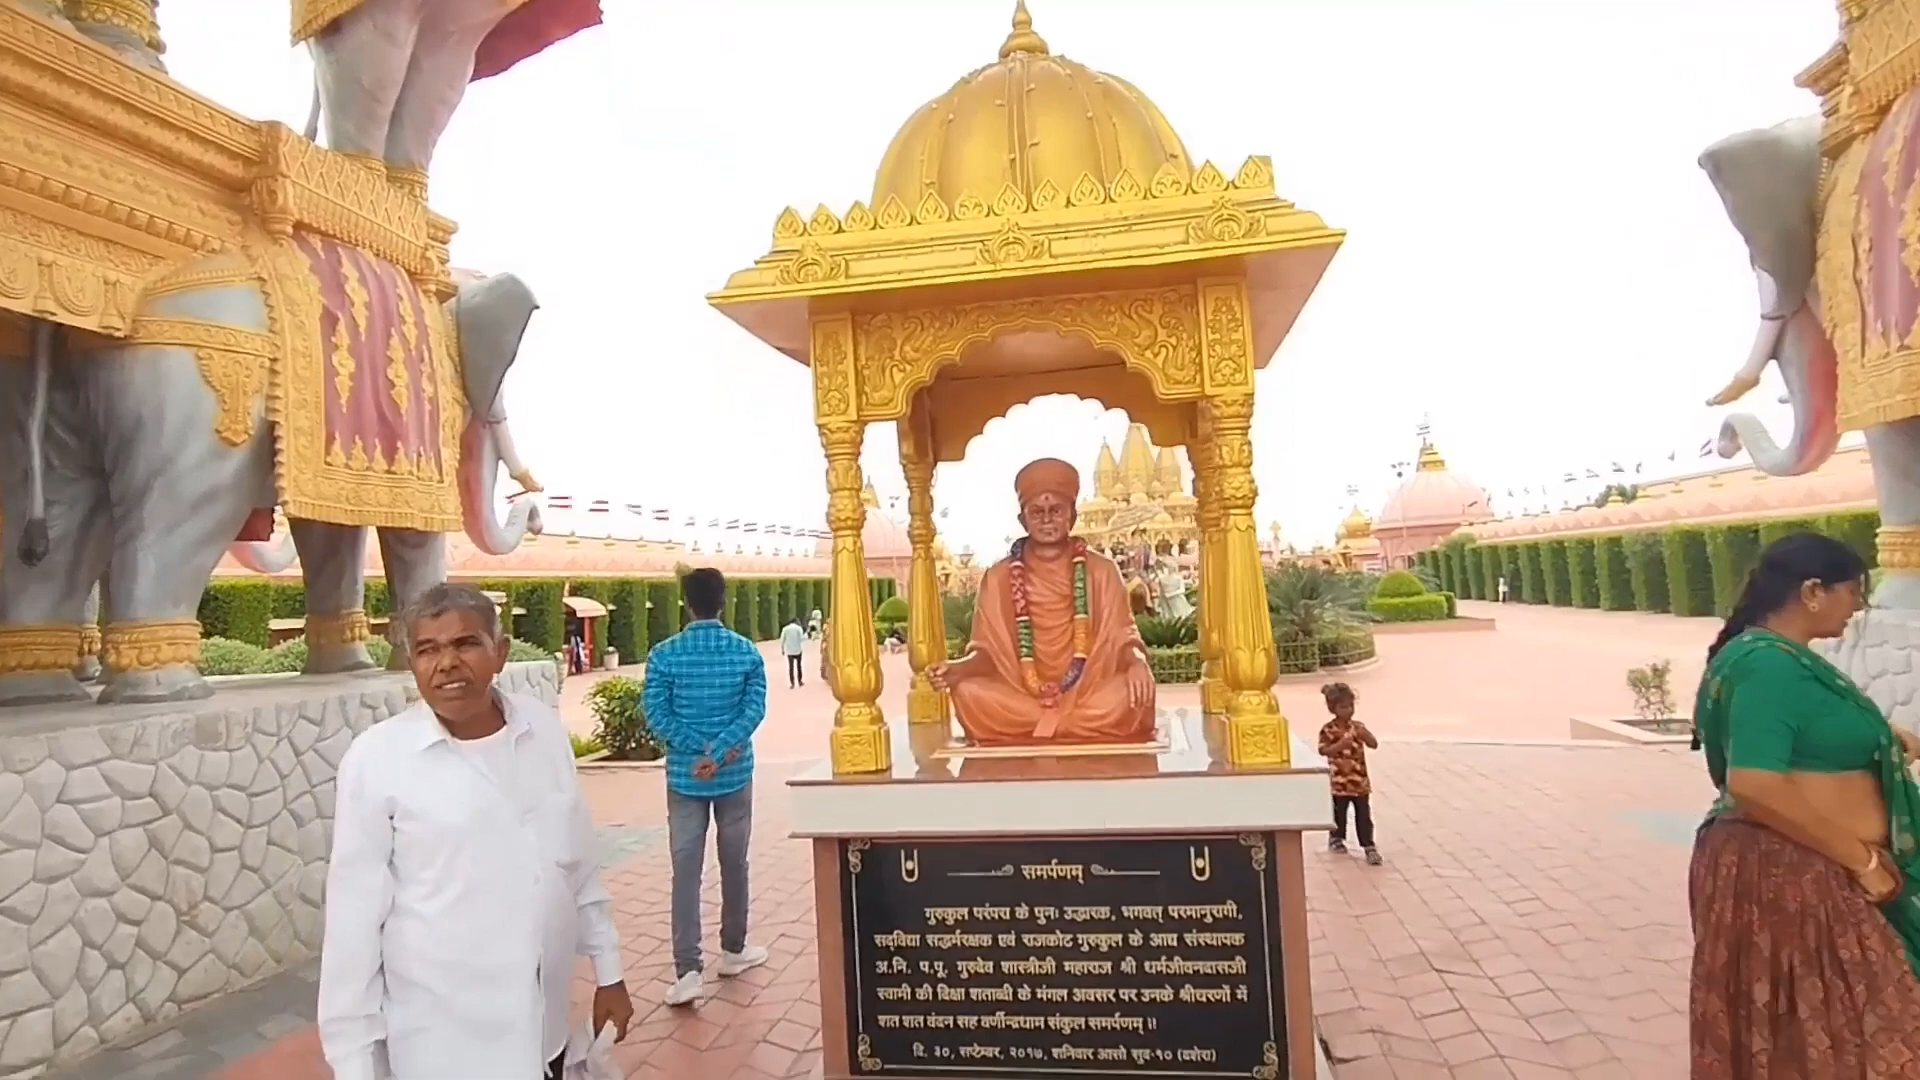 समर्पणम्
गुरुकुल परंपरा के पुनः उद्धारक, भगवत् परमानुरागी,
सद्‌विद्या सद्धर्मरक्षक एवं राजकोट गुरुकुल के आद्य संस्थापक
अ.नि. प.पू. गुरुदेव शास्त्रीजी महाराज श्री धर्मजीवनदासजी
स्वामी की दिक्षा शताब्दी के मंगल अवसर पर उनके श्रीचरणों में
शत शत वंदन सह वर्णीन्द्रधाम संकुल समर्पणम् ।।
दि. ३०, सप्टेम्बर, २०१७, शनिवार आसो सुद-१० (दशेरा)